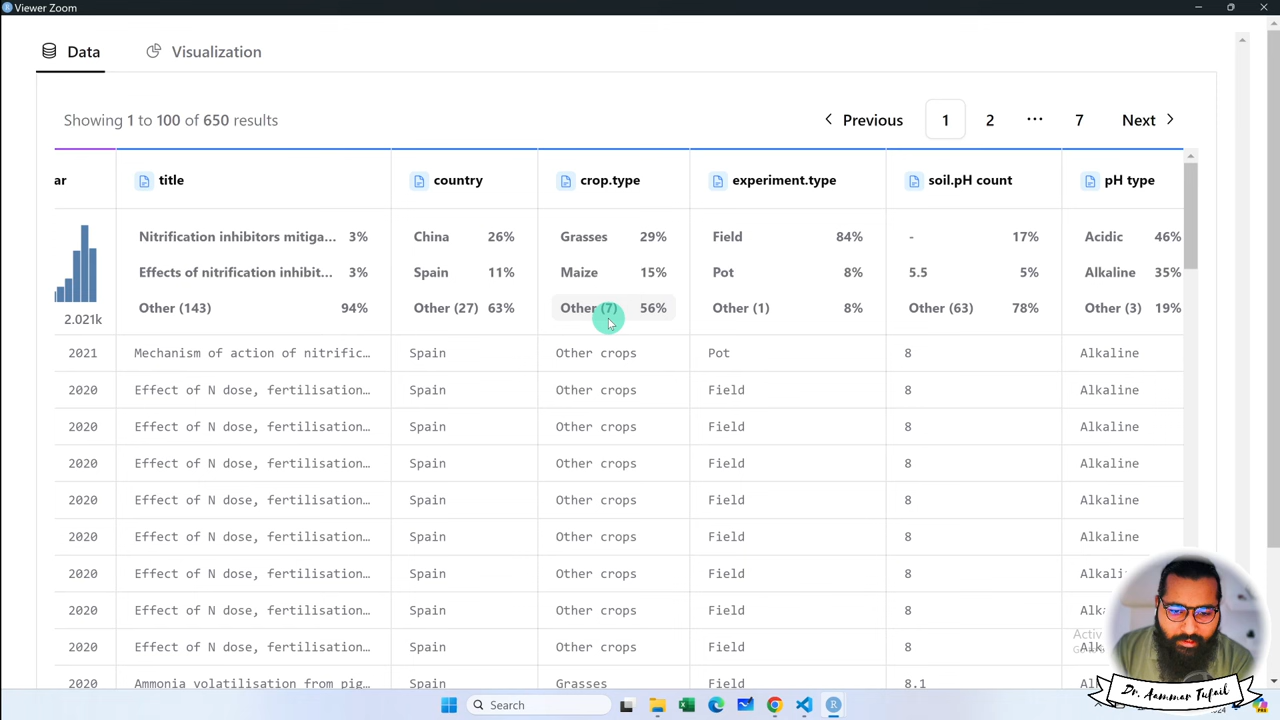 Viewer Zoom
Data Visualization
Showing 1 to 100 of 650 results Previous 1 2 ... 7 Next
ar title country crop.type experiment.type soil.pH count pH type
Nitrification inhibitors mitiga... 3% China 26% Grasses 29% Field 84% - 17% Acidic 46%
Effects of nitrification inhibit... 3% Spain 11% Maize 15% Pot 8% 5.5 5% Alkaline 35%
Other (143) 94% Other (27) 63% Other (7) 56% Other (1) 8% Other (63) 78% Other (3) 19%
2.021k
2021 Mechanism of action of nitrific... Spain Other crops Pot 8 Alkaline
2020 Effect of N dose, fertilisation... Spain Other crops Field 8 Alkaline
2020 Effect of N dose, fertilisation... Spain Other crops Field 8 Alkaline
2020 Effect of N dose, fertilisation... Spain Other crops Field 8 Alkaline
2020 Effect of N dose, fertilisation... Spain Other crops Field 8 Alkaline
2020 Effect of N dose, fertilisation... Spain Other crops Field 8 Alkaline
2020 Effect of N dose, fertilisation... Spain Other crops Field 8 Alkali
2020 Effect of N dose, fertilisation... Spain Other crops Field 8
2020 Effect of N dose, fertilisation... Spain Other crops Field 8
2020 Ammonia volatilisation from pig... Spain Grasses Field 8.1
Activ
Dr. Aammar Tufail
Search